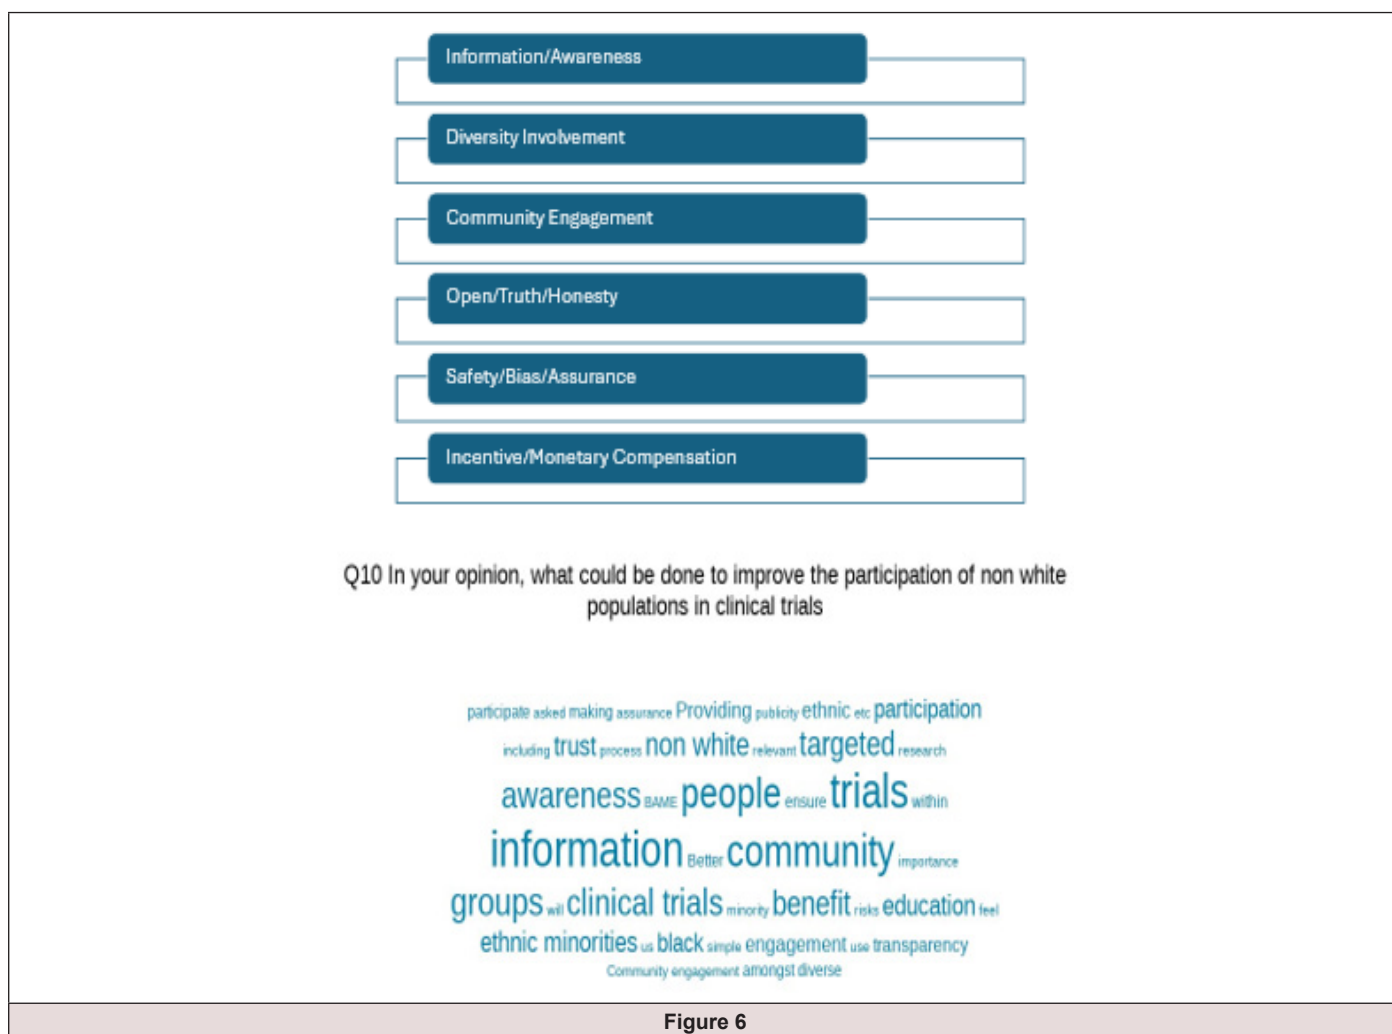 Information/Awareness
Diversity Involvement
Community Engagement
Open/Truth/Honesty
Safety/Bias/Assurance
Incentive/Monetary Compensation
Q10 In your opinion, what could be done to improve the participation of non white
populations in clinical trials
participate asked making assurance Providing publicity ethnic etc participation
including trust process non white relevant targeted research
awareness BAME people ensure trials within
information Better community importance
groups will clinical trials minority benefit risks education feel
ethnic minorities us black simple engagement use transparency
Community engagement amongst diverse
Figure 6